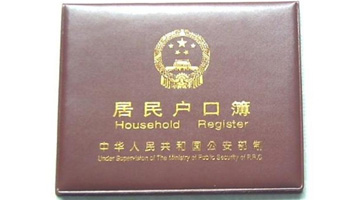 居民户口簿
Household Register
中华人民共和国公安部制
Under Supervision of The Ministry of Public Security of P.R.C